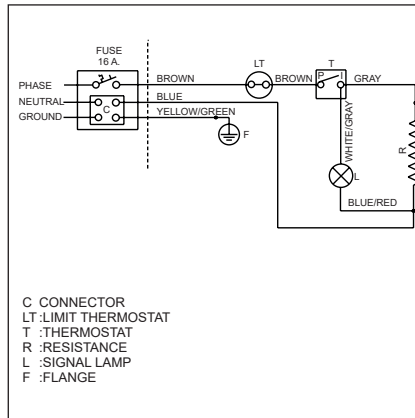 FUSE
16 A.
LT
T
PHASE
BROWN
BROWN
P
I
GRAY
NEUTRAL
BLUE
C
GROUND
YELLOW/GREEN
F
WHITE/GRAY
R
L
BLUE/RED
C CONNECTOR
LT :LIMIT THERMOSTAT
T :THERMOSTAT
R :RESISTANCE
L :SIGNAL LAMP
F :FLANGE